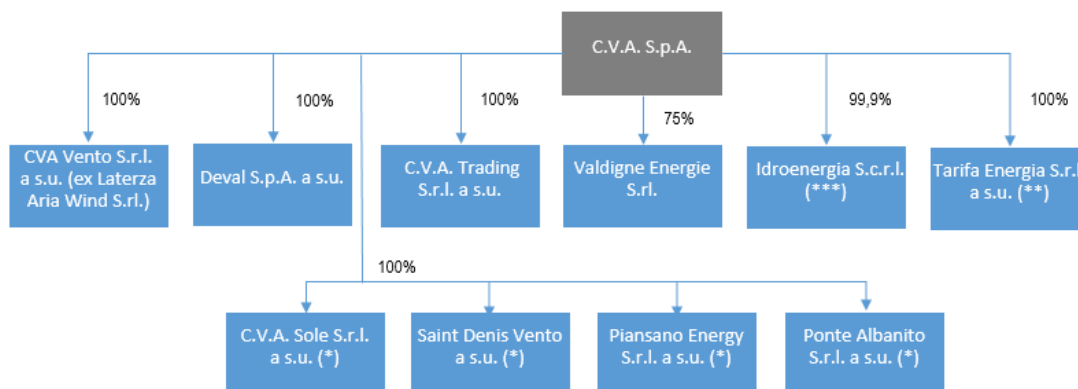 C.V.A. S.p.A.
100%
100%
100%
75%
99,9%
100%
CVA Vento S.r.l.
a s.u. (ex Laterza
Aria Wind S.rl.)
Deval S.p.A. a s.u.
C.V.A. Trading
S.r.l. a s.u.
Valdigne Energie
S.rl.
Idroenergia S.c.r.l.
(***)
Tarifa Energia S.r.l.
a s.u. (**)
100%
C.V.A. Sole S.r.l.
a s.u. (*)
Saint Denis Vento
a s.u. (*)
Piansano Energy
S.r.l. a s.u. (*)
Ponte Albanito
S.r.l. a s.u. (*)